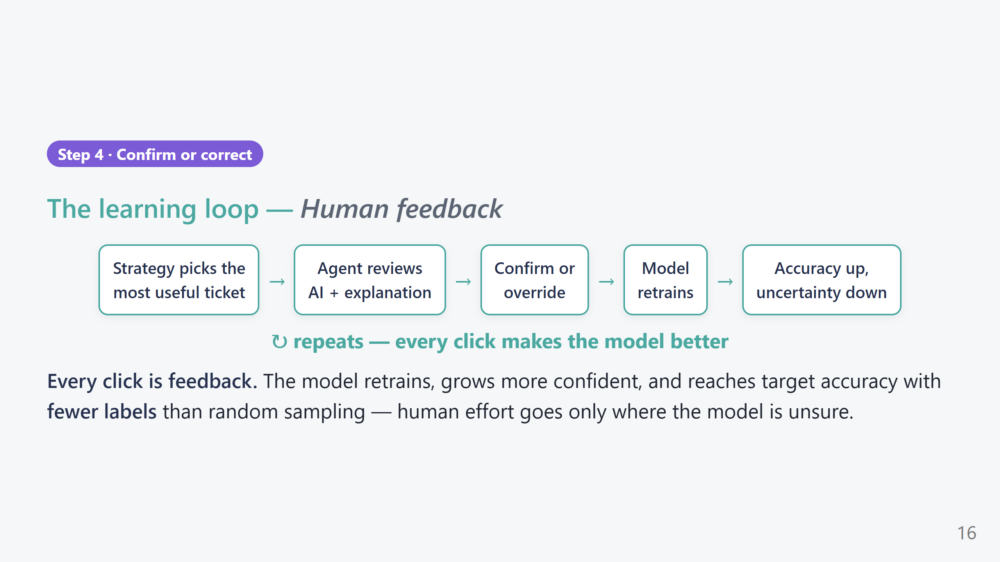 Step 4 · Confirm or correct
The learning loop — Human feedback
Strategy picks the
most useful ticket
→
Agent reviews
AI + explanation
→
Confirm or
override
→
Model
retrains
→
Accuracy up,
uncertainty down
↻ repeats — every click makes the model better
Every click is feedback. The model retrains, grows more confident, and reaches target accuracy with
fewer labels than random sampling — human effort goes only where the model is unsure.
16